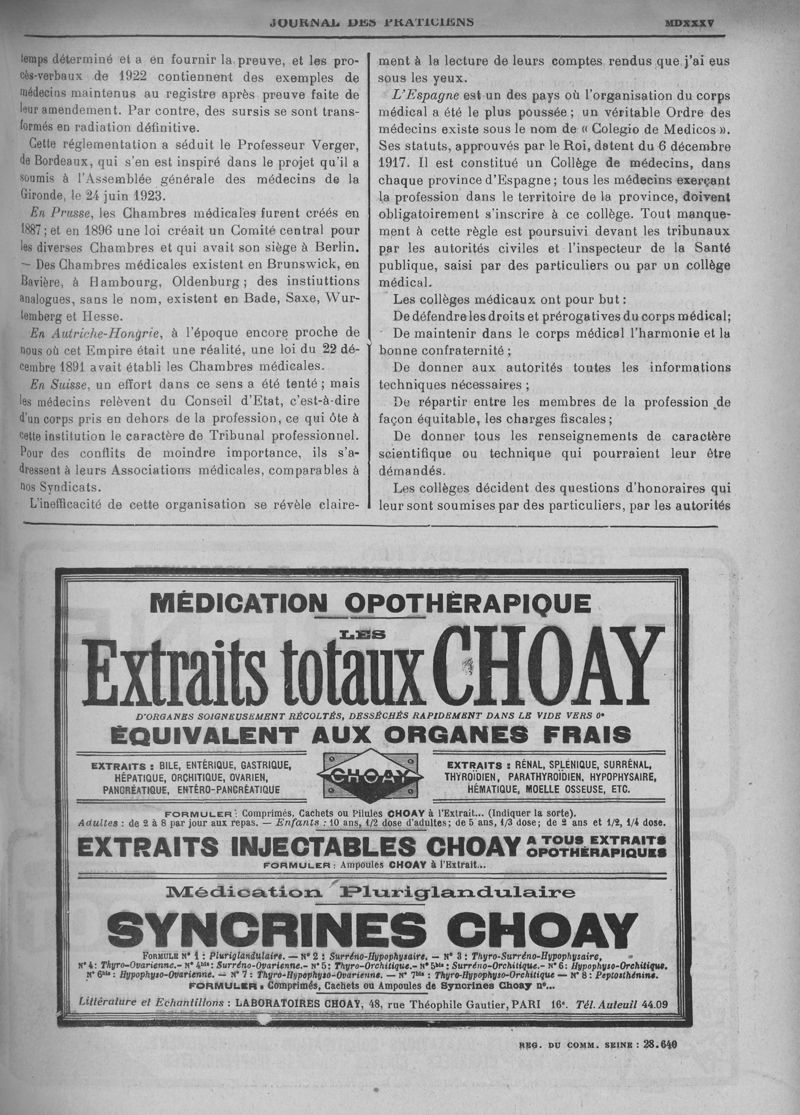 JOURNAL DES PRATICIENS
MDXXXV
temps déterminé et a en fournir la preuve, et les pro-
cès-verbaux de 1922 contiennent des exemples de
médecins maintenus au registre après preuve faite de
leur amendement. Par contre, des sursis se sont trans-
formés en radiation définitive.
Cette réglementation a séduit le Professeur Verger,
de Bordeaux, qui s'en est inspiré dans le projet qu'il a
soumis à l'Assemblée générale des médecins de la
Gironde, le 24 juin 1923.
En Prusse, les Chambres médicales furent créés en
1887 ; et en 1896 une loi créait un Comité central pour
les diverses Chambres et qui avait son siège à Berlin.
— Des Chambres médicales existent en Brunswick, en
Bavière, à Hambourg, Oldenburg ; des instiuttions
analogues, sans le nom, existent en Bade, Saxe, Wur-
temberg et Hesse.
En Autriche-Hongrie, à l'époque encore proche de
nous où cet Empire était une réalité, une loi du 22 dé-
cembre 1891 avait établi les Chambres médicales.
En Suisse, un effort dans ce sens a été tenté ; mais
les médecins relèvent du Conseil d'Etat, c'est-à-dire
d'un corps pris en dehors de la profession, ce qui ôte à
cette institution le caractère de Tribunal professionnel.
Pour des conflits de moindre importance, ils s'a-
dressent à leurs Associations médicales, comparables à
nos Syndicats.
L'inefficacité de cette organisation se révèle claire-
ment à la lecture de leurs comptes rendus que j'ai eus
sous les yeux.
L'Espagne est un des pays où l'organisation du corps
médical a été le plus poussée ; un véritable Ordre des
médecins existe sous le nom de « Colegio de Medicos ».
Ses statuts, approuvés par le Roi, datent du 6 décembre
1917. Il est constitué un Collège de médecins, dans
chaque province d'Espagne ; tous les médecins exerçant
la profession dans le territoire de la province, doivent
obligatoirement s'inscrire à ce collège. Tout manque-
ment à cette règle est poursuivi devant les tribunaux
par les autorités civiles et l'inspecteur de la Santé
publique, saisi par des particuliers ou par un collège
médical.
Les collèges médicaux ont pour but :
De défendre les droits et prérogatives du corps médical;
De maintenir dans le corps médical l'harmonie et la
bonne confraternité ;
De donner aux autorités toutes les informations
techniques nécessaires ;
De répartir entre les membres de la profession de
façon équitable, les charges fiscales ;
De donner tous les renseignements de caractère
scientifique ou technique qui pourraient leur être
démandés.
Les collèges décident des questions d'honoraires qui
leur sont soumises par des particuliers, par les autorités
MÉDICATION OPOTHÉRAPIQUE
LES
Extraits totaux CHOAY
D'ORGANES SOIGNEUSEMENT RÉCOLTÉS, DESSÉCHÉS RAPIDEMENT DANS LE VIDE VERS 0°
ÉQUIVALENT AUX ORGANES FRAIS
EXTRAITS : BILE, ENTÉRIQUE, GASTRIQUE,
HÉPATIQUE, ORCHITIQUE, OVARIEN,
PANCRÉATIQUE, ENTÉRO-PANCRÉATIQUE
CHOAY
EXTRAITS : RÉNAL, SPLÉNIQUE, SURRÉNAL,
THYROÏDIEN, PARATHYROÏDIEN, HYPOPHYSAIRE,
HÉMATIQUE, MOELLE OSSEUSE, ETC.
FORMULER : Comprimés, Cachets ou Pilules CHOAY à l'Extrait... (Indiquer la sorte).
Adultes : de 2 à 8 par jour aux repas. — Enfants : 10 ans, 1/2 dose d'adultes; de 5 ans, 1/3 dose; de 2 ans et 1/2, 1/4 dose.
EXTRAITS INJECTABLES CHOAY A TOUS EXTRAITS OPOTHÉRAPIQUES
FORMULER : Ampoules CHOAY à l'Extrait...
Médication Pluriglandulaire
SYNCRINES CHOAY
FORMULE N° 1 : Pluriglandulaire. — N° 2 : Surréno-Hypophysaire. — N° 3 : Thyro-Surréno-Hypophysaire,
N° 4 : Thyro-Ovarienne.- N° 4bis : Surréno-Ovarienne.- N° 5 : Thyro-Orchitique.- N° 5bis : Surréno-Orchitique.- N° 6 : Hypophyso-Orchitique.
N° 6bis : Hypophyso-Ovarienne. — N° 7 : Thyro-Hypophyso-Ovarienne. — N° 7bis : Thyro-Hypophyso-Orchitique — N° 8 : Peptosthénine.
FORMULER : Comprimés, Cachets ou Ampoules de Syncrines Choay n°...
Littérature et Echantillons : LABORATOIRES CHOAY, 48, rue Théophile Gautier, PARI 16e. Tél. Auteuil 44.09
REG. DU COMM. SEINE : 28.640